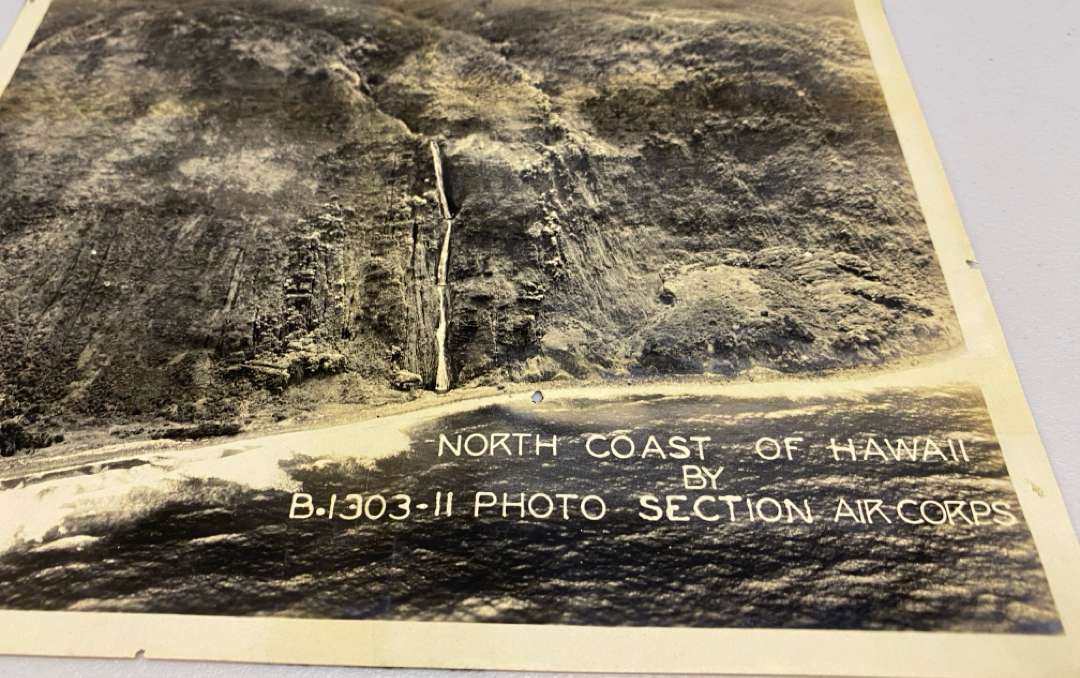 NORTH COAST OF HAWAII
BY
B.1303-11 PHOTO SECTION AIR CORPS